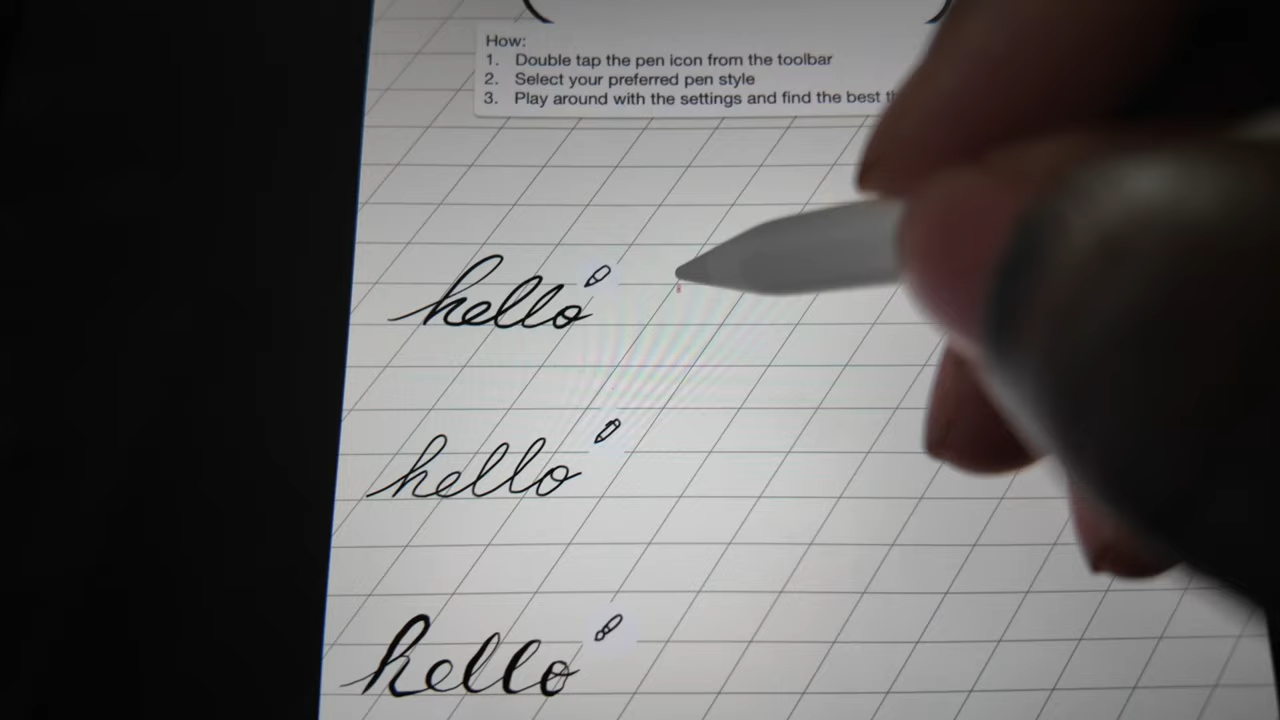 How:
1. Double tap the pen icon from the toolbar
2. Select your preferred pen style
3. Play around with the settings and find the best
hello
hello
hello